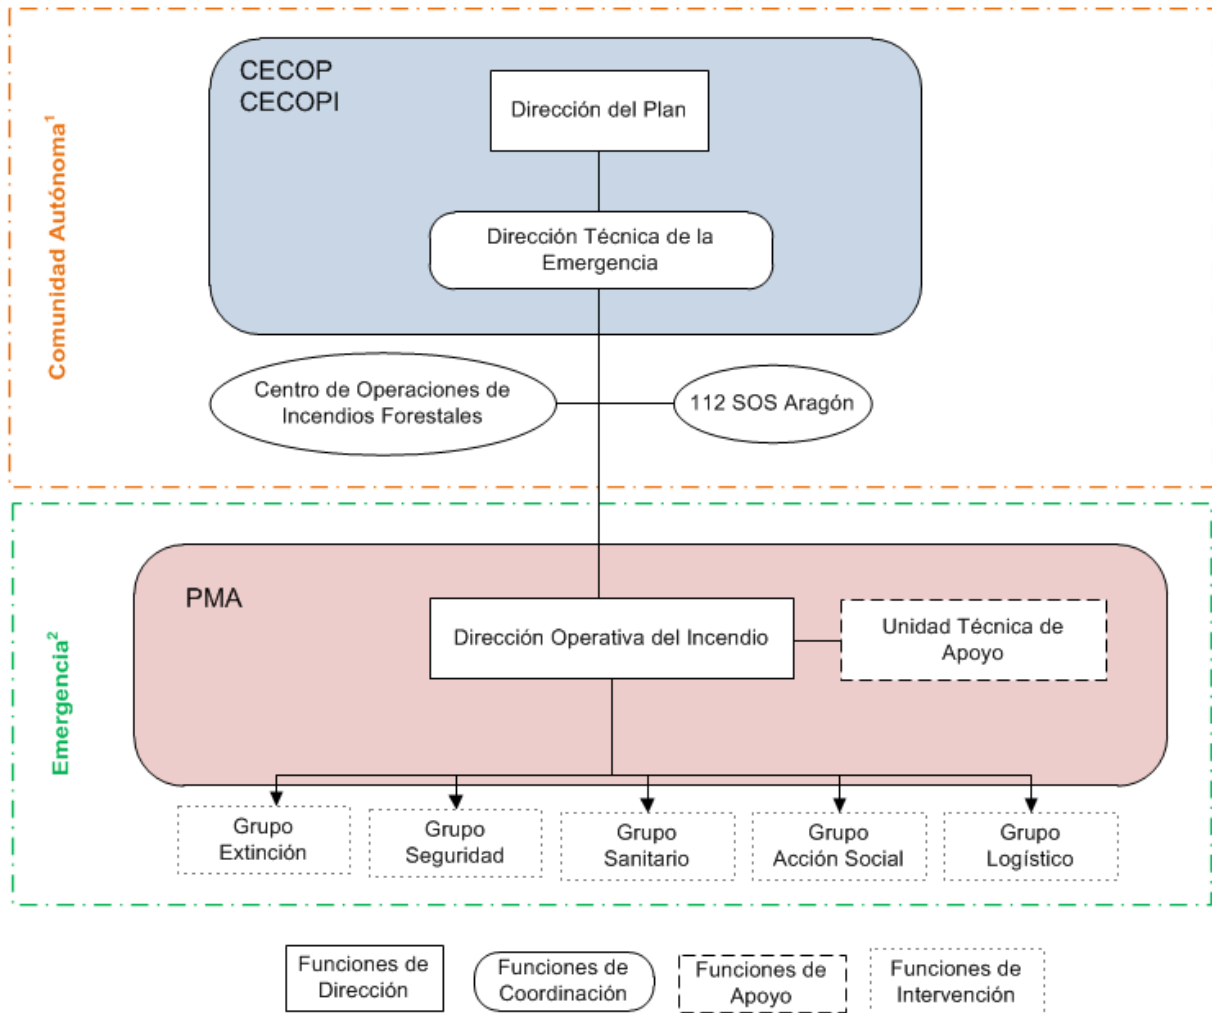 CECOP
CECOPI
Dirección del Plan
Dirección Técnica de la
Emergencia
Comunidad Autónoma¹
Centro de Operaciones de
Incendios Forestales
112 SOS Aragón
PMA
Dirección Operativa del Incendio
Unidad Técnica de
Apoyo
Emergencia²
Grupo
Extinción
Grupo
Seguridad
Grupo
Sanitario
Grupo
Acción Social
Grupo
Logístico
Funciones de
Dirección
Funciones de
Coordinación
Funciones de
Apoyo
Funciones de
Intervención